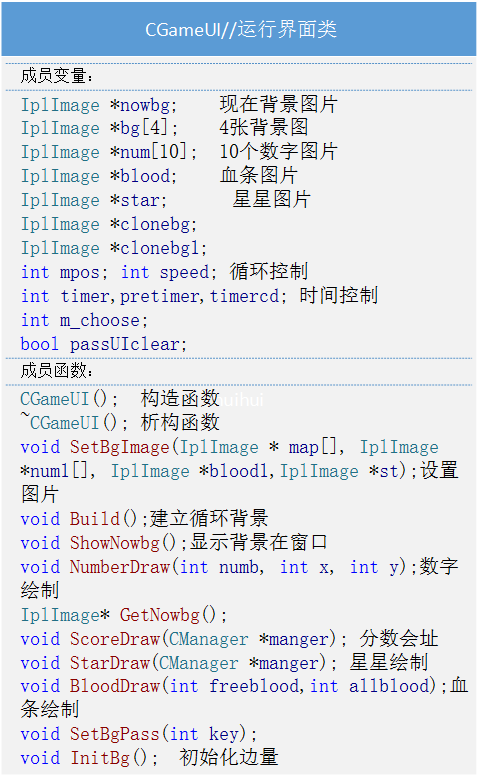 CGameUI//运行界面类
成员变量:
IplImage *nowbg; 现在背景图片
IplImage *bg[4]; 4张背景图
IplImage *num[10]; 10个数字图片
IplImage *blood; 血条图片
IplImage *star; 星星图片
IplImage *clonebg;
IplImage *clonebg1;
int mpos; int speed; 循环控制
int timer,pretimer,timercd; 时间控制
int m_choose;
bool passUIclear;
成员函数:
CGameUI(); 构造函数
~CGameUI(); 析构函数
void SetBgImage(IplImage * map[], IplImage
*num1[], IplImage *blood1,IplImage *st);设置
图片
void Build();建立循环背景
void ShowNowbg();显示背景在窗口
void NumberDraw(int numb, int x, int y);数字
绘制
IplImage* GetNowbg();
void ScoreDraw(CManager *manger); 分数会址
void StarDraw(CManager *manger); 星星绘制
void BloodDraw(int freeblood,int allblood);血
条绘制
void SetBgPass(int key);
void InitBg(); 初始化边量